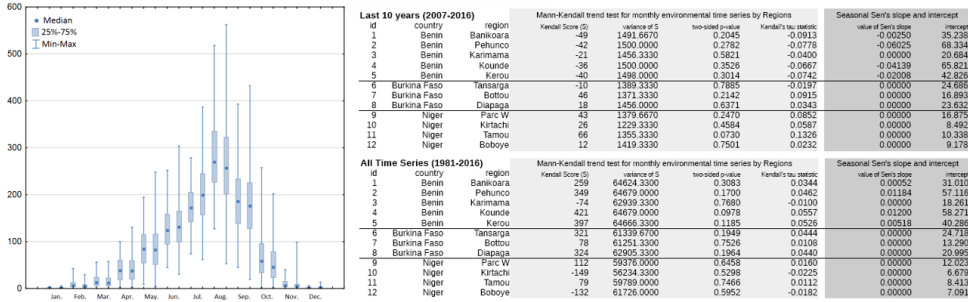 600
500
400
300
200
100
0
Median
25%-75%
Min-Max
Jan. Feb. Mar. Apr. May. Jun. Jul. Aug. Sep. Oct. Nov. Dec.
Last 10 years (2007-2016) Mann-Kendall trend test for monthly environmental time series by Regions Seasonal Sen's slope and intercept
id country region Kendall Score (S) variance of S two-sided p-value Kendall's tau statistic value of Sen's slope intercept
1 Benin Banikoara -49 1491.6670 0.2045 -0.0913 -0.00250 35.238
2 Benin Pehunco -42 1500.0000 0.2782 -0.0778 -0.06025 68.334
3 Benin Karimama -21 1456.3330 0.5821 -0.0400 0.00000 20.684
4 Benin Kounde -36 1500.0000 0.3526 -0.0667 -0.04139 65.821
5 Benin Kerou -40 1498.0000 0.3014 -0.0742 -0.02008 42.826
6 Burkina Faso Tansarga -10 1389.3330 0.7885 -0.0197 0.00000 24.686
7 Burkina Faso Bottou 46 1371.3330 0.2142 0.0915 0.00000 16.893
8 Burkina Faso Diapaga 18 1456.0000 0.6371 0.0343 0.00000 23.632
9 Niger Parc W 43 1379.6670 0.2470 0.0852 0.00000 16.875
10 Niger Kirtachi 26 1229.3330 0.4584 0.0587 0.00000 8.492
11 Niger Tamou 66 1355.3330 0.0730 0.1326 0.00000 10.338
12 Niger Boboye 12 1419.3330 0.7501 0.0232 0.00000 9.178
All Time Series (1981-2016) Mann-Kendall trend test for monthly environmental time series by Regions Seasonal Sen's slope and intercept
id country region Kendall Score (S) variance of S two-sided p-value Kendall's tau statistic value of Sen's slope intercept
1 Benin Banikoara 259 64624.3300 0.3083 0.0344 0.00052 31.010
2 Benin Pehunco 349 64679.0000 0.1700 0.0462 0.01184 57.116
3 Benin Karimama -74 62939.3300 0.7680 -0.0100 0.00000 18.261
4 Benin Kounde 421 64679.0000 0.0978 0.0557 0.01200 58.271
5 Benin Kerou 397 64666.3300 0.1185 0.0526 0.00518 40.286
6 Burkina Faso Tansarga 321 61339.6700 0.1949 0.0444 0.00000 24.718
7 Burkina Faso Bottou 78 61251.3300 0.7526 0.0108 0.00000 13.290
8 Burkina Faso Diapaga 324 62905.3300 0.1964 0.0440 0.00000 20.995
9 Niger Parc W 112 59376.0000 0.6458 0.0160 0.00000 12.023
10 Niger Kirtachi -149 56234.3300 0.5298 -0.0225 0.00000 6.679
11 Niger Tamou 79 59789.0000 0.7466 0.0112 0.00000 8.413
12 Niger Boboye -132 61726.0000 0.5952 -0.0182 0.00000 7.091